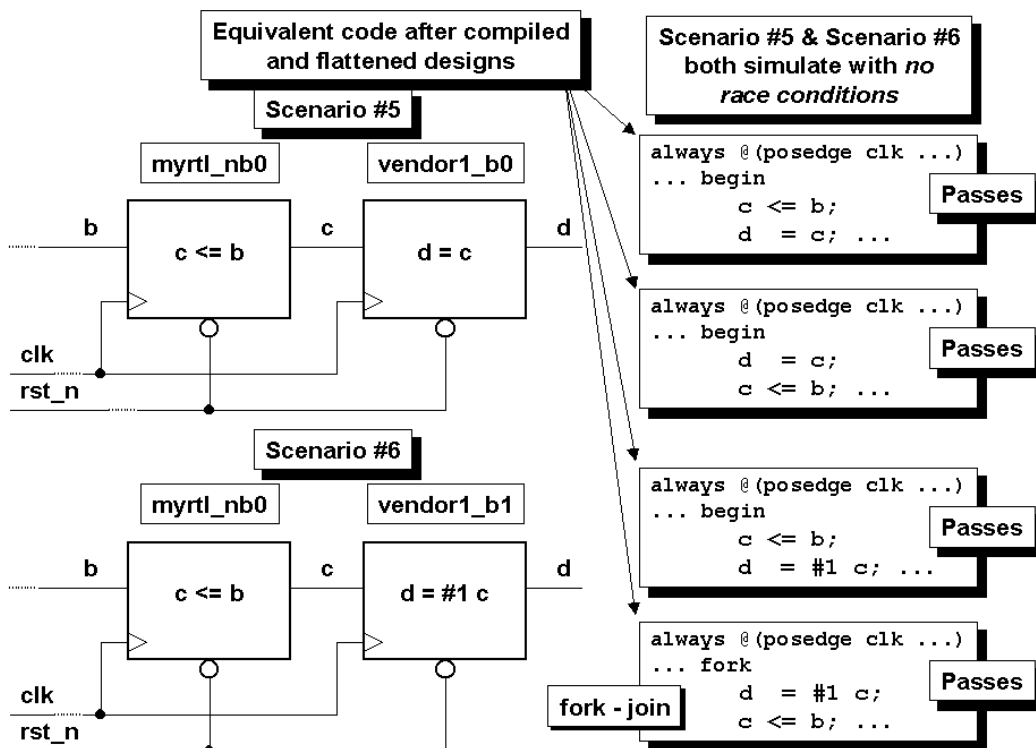 Equivalent code after compiled
and flattened designs
Scenario #5 & Scenario #6
both simulate with no
race conditions
Scenario #5
myrtl_nb0
vendor1_b0
b
c <= b
c
d = c
d
clk
rst_n
Scenario #6
myrtl_nb0
vendor1_b1
b
c <= b
c
d = #1 c
d
clk
rst_n
always @(posedge clk ...)
... begin
c <= b;
d = c; ...
Passes
always @(posedge clk ...)
... begin
d = c;
c <= b; ...
Passes
always @(posedge clk ...)
... begin
c <= b;
d = #1 c; ...
Passes
always @(posedge clk ...)
... fork
d = #1 c;
c <= b; ...
Passes
fork - join